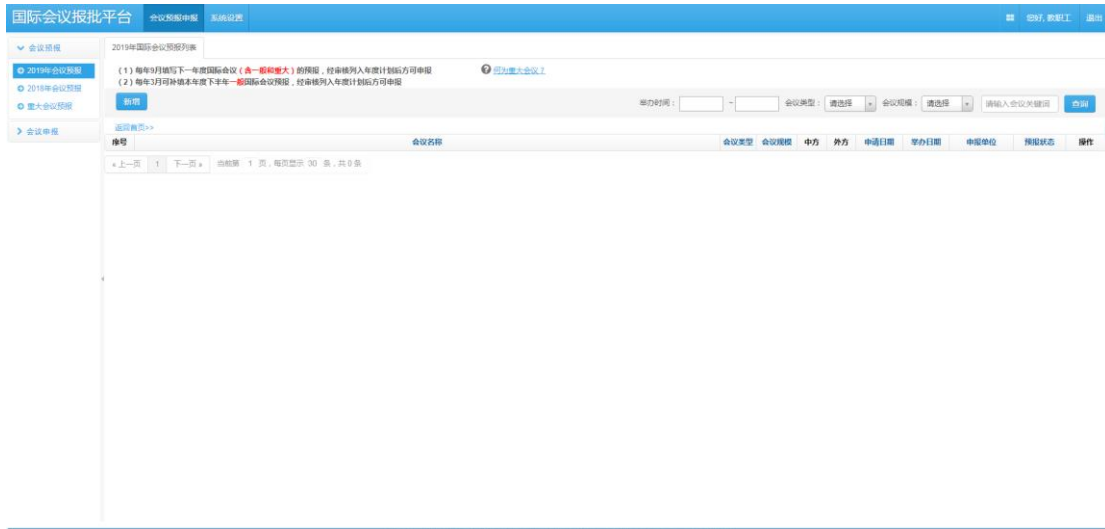 国际会议报批平台 会议预报申报 系统设置 您好, 教职工 退出
会议预报
2019年会议预报
2018年会议预报
重大会议预报
会议申报
2019年国际会议预报列表
（1）每年9月填写下一年度国际会议（含一般和重大）的预报，经审核列入年度计划后方可申报 何为重大会议？
（2）每年3月可补填本年度下半年一般国际会议预报，经审核列入年度计划后方可申报
新增 举办时间： - 会议类型： 请选择 会议规模： 请选择 请输入会议关键词 查询
返回首页>>
序号 会议名称 会议类型 会议规模 中方 外方 申请日期 举办日期 申报单位 预报状态 操作
« 上一页 1 下一页 » 当前第 1 页，每页显示 30 条，共 0 条